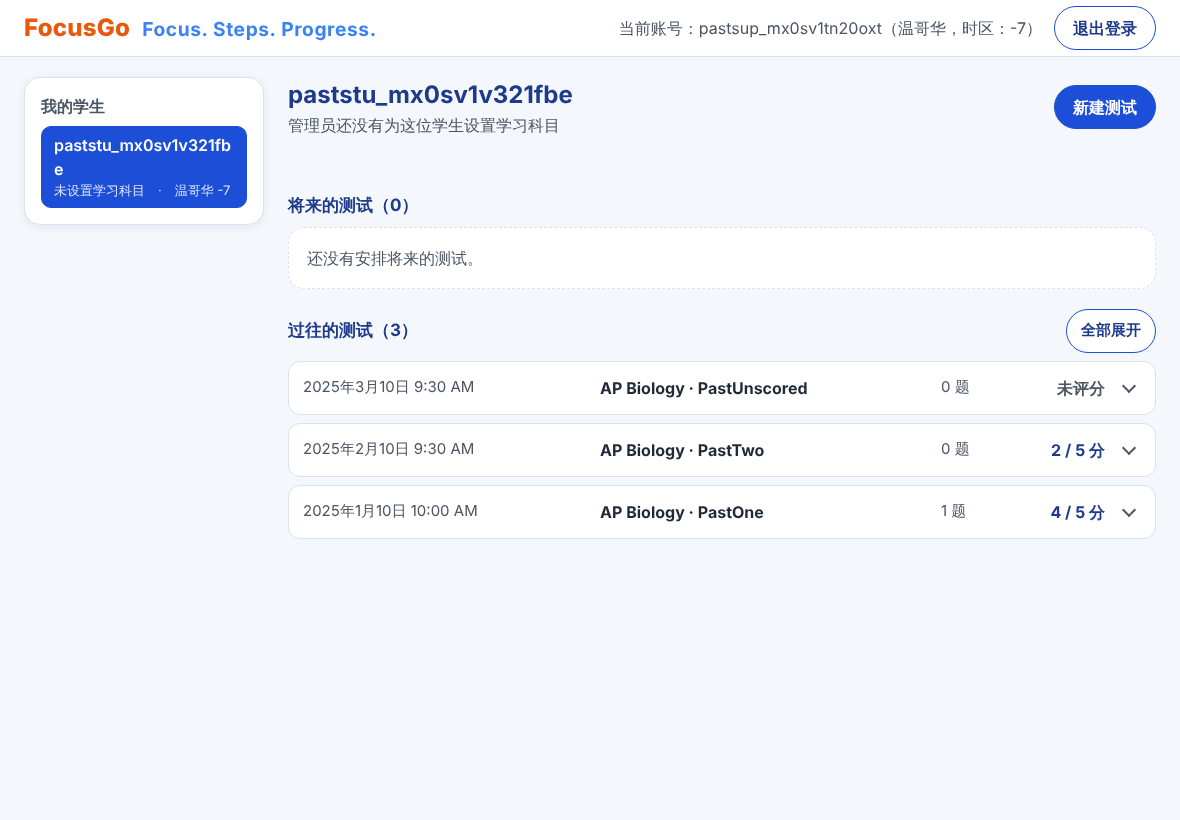 FocusGo Focus. Steps. Progress.
当前账号：pastsup_mx0sv1tn20oxt（温哥华，时区：-7）
退出登录
我的学生
paststu_mx0sv1v321fb
e
未设置学习科目 · 温哥华 -7
paststu_mx0sv1v321fbe
管理员还没有为这位学生设置学习科目
新建测试
将来的测试（0）
还没有安排将来的测试。
过往的测试（3）
全部展开
2025年3月10日 9:30 AM AP Biology · PastUnscored 0 题 未评分
2025年2月10日 9:30 AM AP Biology · PastTwo 0 题 2 / 5 分
2025年1月10日 10:00 AM AP Biology · PastOne 1 题 4 / 5 分